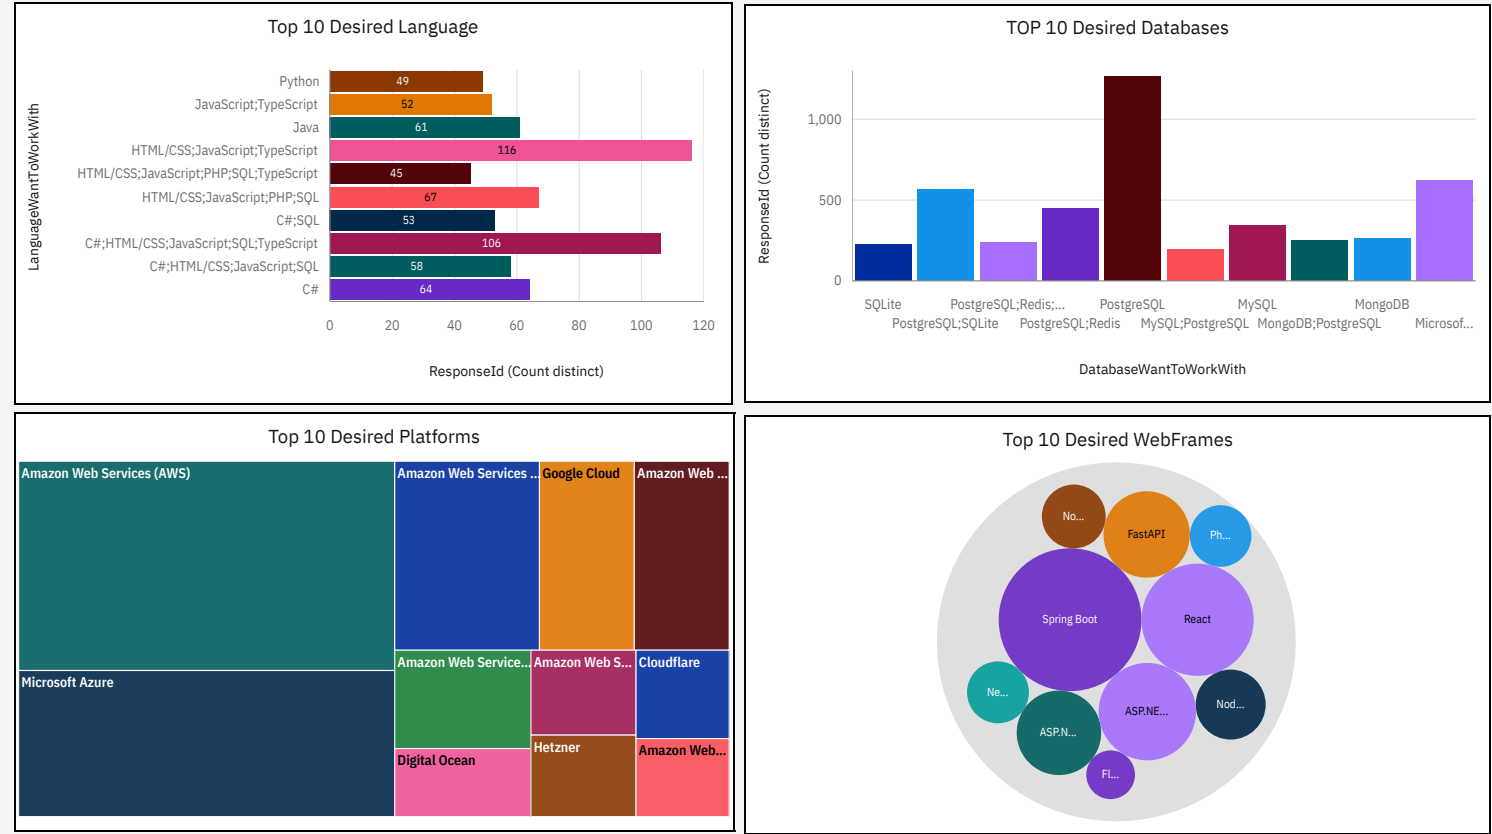 Top 10 Desired Language
LanguageWantToWorkWith
Python
49
JavaScript;TypeScript
52
Java
61
HTML/CSS;JavaScript;TypeScript
116
HTML/CSS;JavaScript;PHP;SQL;TypeScript
45
HTML/CSS;JavaScript;PHP;SQL
67
C#;SQL
53
C#;HTML/CSS;JavaScript;SQL;TypeScript
106
C#;HTML/CSS;JavaScript;SQL
58
C#
64
0 20 40 60 80 100 120
ResponseId (Count distinct)
TOP 10 Desired Databases
ResponseId (Count distinct)
1,000
500
0
SQLite PostgreSQL;Redis;... PostgreSQL MySQL MongoDB
PostgreSQL;SQLite PostgreSQL;Redis MySQL;PostgreSQL MongoDB;PostgreSQL Microsof...
DatabaseWantToWorkWith
Top 10 Desired Platforms
Amazon Web Services (AWS)
Amazon Web Services ...
Google Cloud
Amazon Web ...
Microsoft Azure
Amazon Web Service...
Amazon Web S...
Cloudflare
Digital Ocean
Hetzner
Amazon Web...
Top 10 Desired WebFrames
No...
FastAPI
Ph...
Spring Boot
React
Ne...
ASP.N...
ASP.NE...
Nod...
Fl...